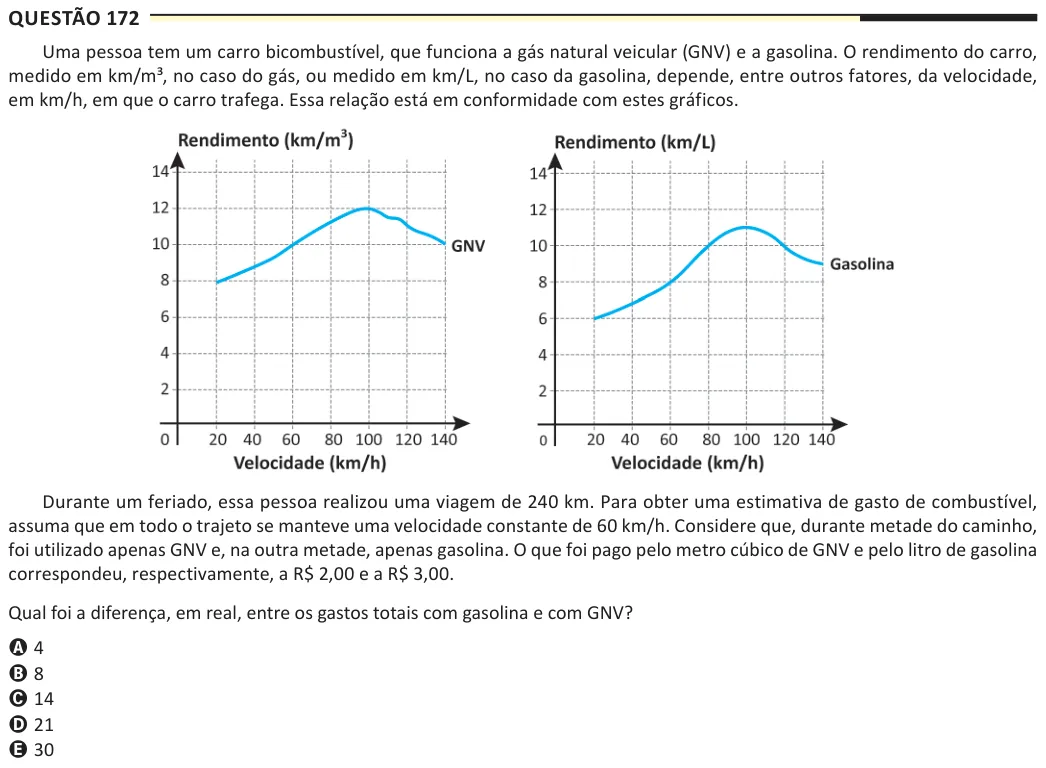 QUESTÃO 172
Uma pessoa tem um carro bicombustível, que funciona a gás natural veicular (GNV) e a gasolina. O rendimento do carro,
medido em km/m³, no caso do gás, ou medido em km/L, no caso da gasolina, depende, entre outros fatores, da velocidade,
em km/h, em que o carro trafega. Essa relação está em conformidade com estes gráficos.
Rendimento (km/m³)
14
12
10
8
6
4
2
0
20 40 60 80 100 120 140
GNV
Velocidade (km/h)
Rendimento (km/L)
14
12
10
8
6
4
2
0
20 40 60 80 100 120 140
Gasolina
Velocidade (km/h)
Durante um feriado, essa pessoa realizou uma viagem de 240 km. Para obter uma estimativa de gasto de combustível,
assuma que em todo o trajeto se manteve uma velocidade constante de 60 km/h. Considere que, durante metade do caminho,
foi utilizado apenas GNV e, na outra metade, apenas gasolina. O que foi pago pelo metro cúbico de GNV e pelo litro de gasolina
correspondeu, respectivamente, a R$ 2,00 e a R$ 3,00.
Qual foi a diferença, em real, entre os gastos totais com gasolina e com GNV?
A 4
B 8
C 14
D 21
E 30